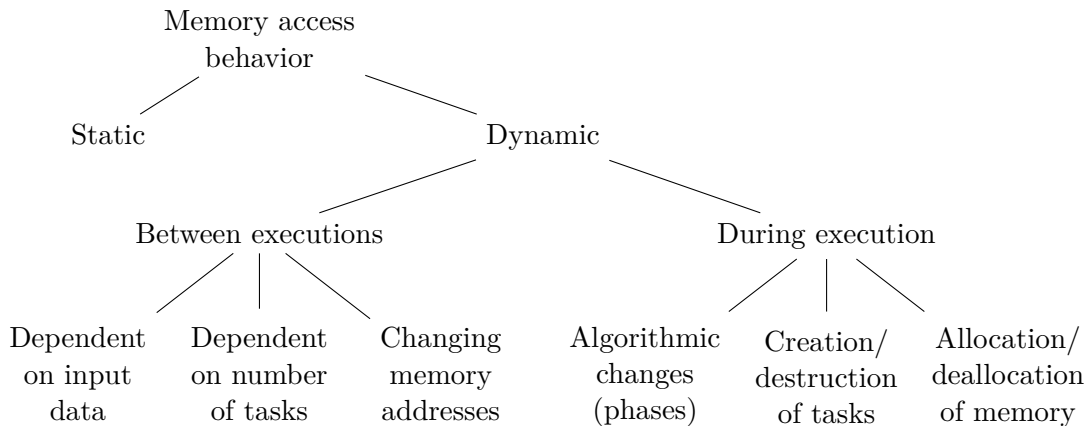 Memory access
behavior
Static
Dynamic
Between executions
During execution
Dependent
on input
data
Dependent
on number
of tasks
Changing
memory
addresses
Algorithmic
changes
(phases)
Creation/
destruction
of tasks
Allocation/
deallocation
of memory